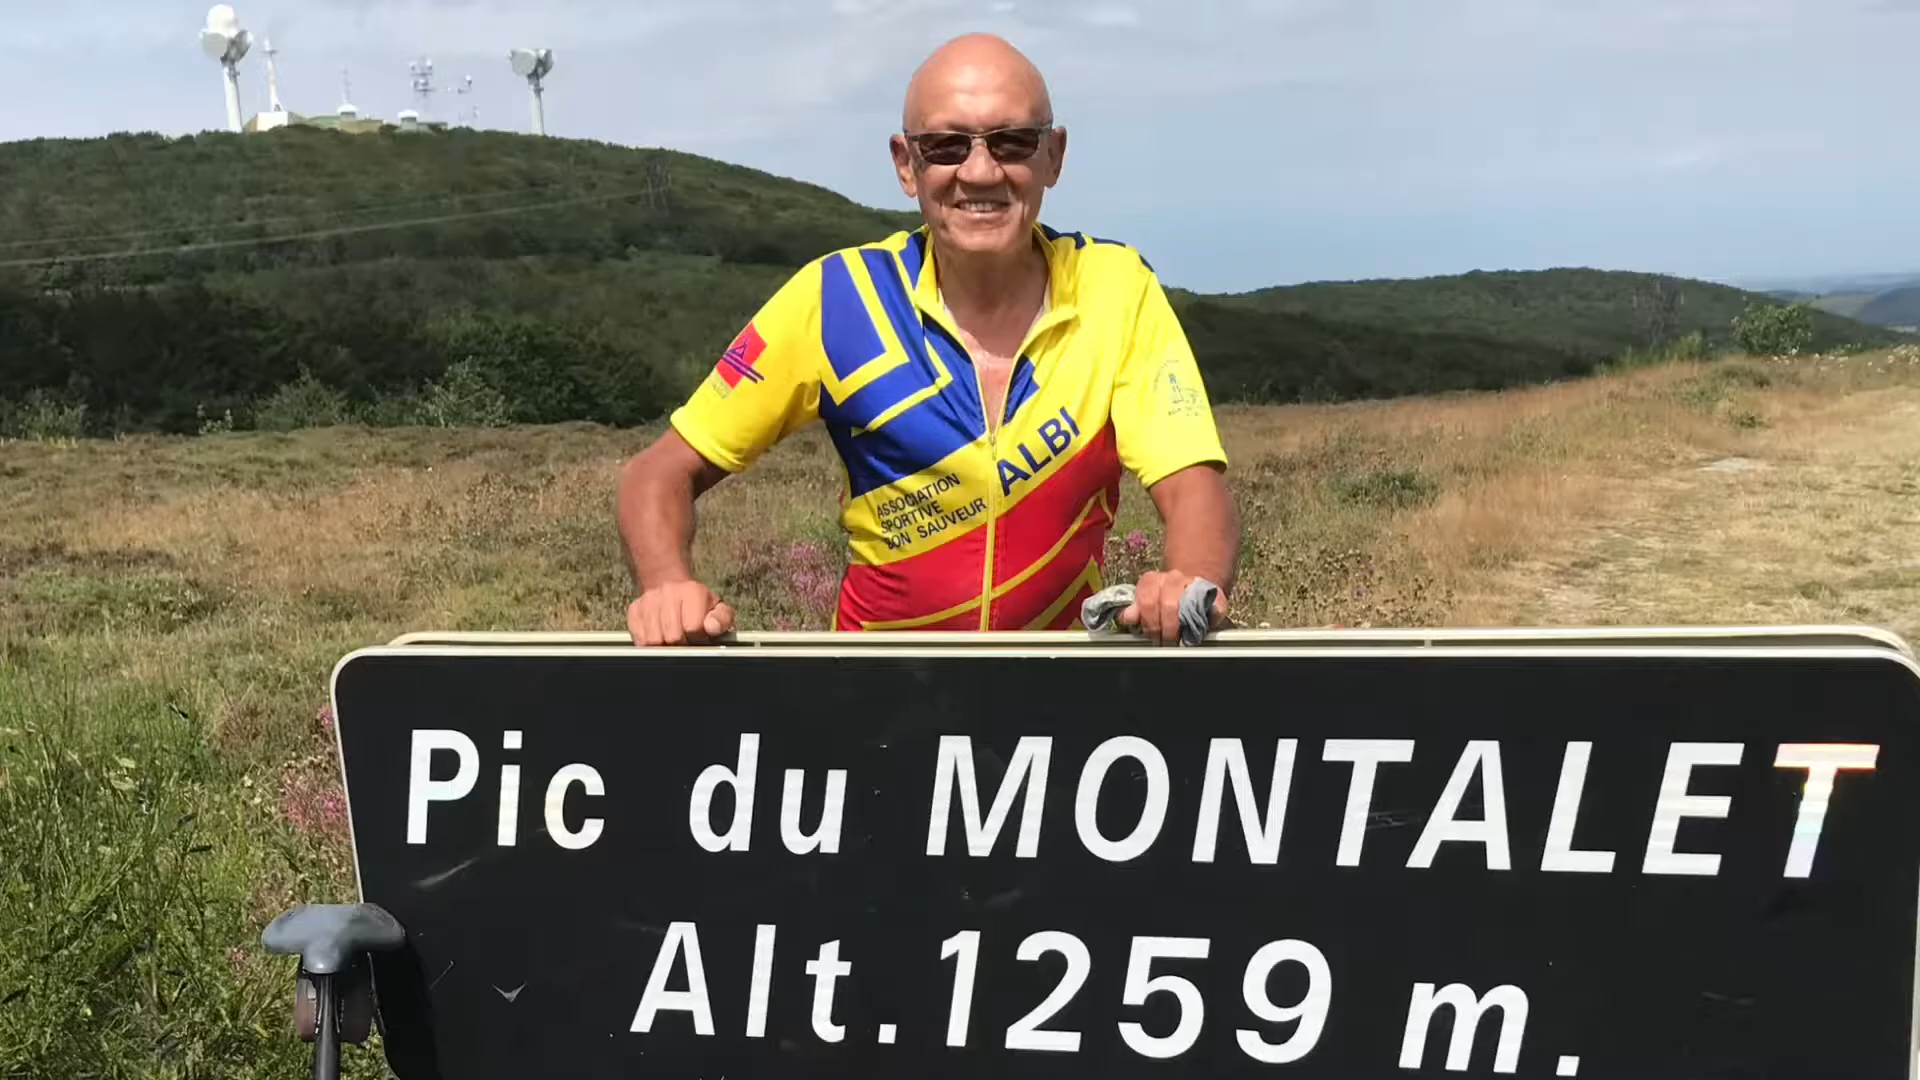 ALBI
ASSOCIATION
SPORTIVE
BON SAUVEUR
Pic du MONTALET
Alt.1259 m.